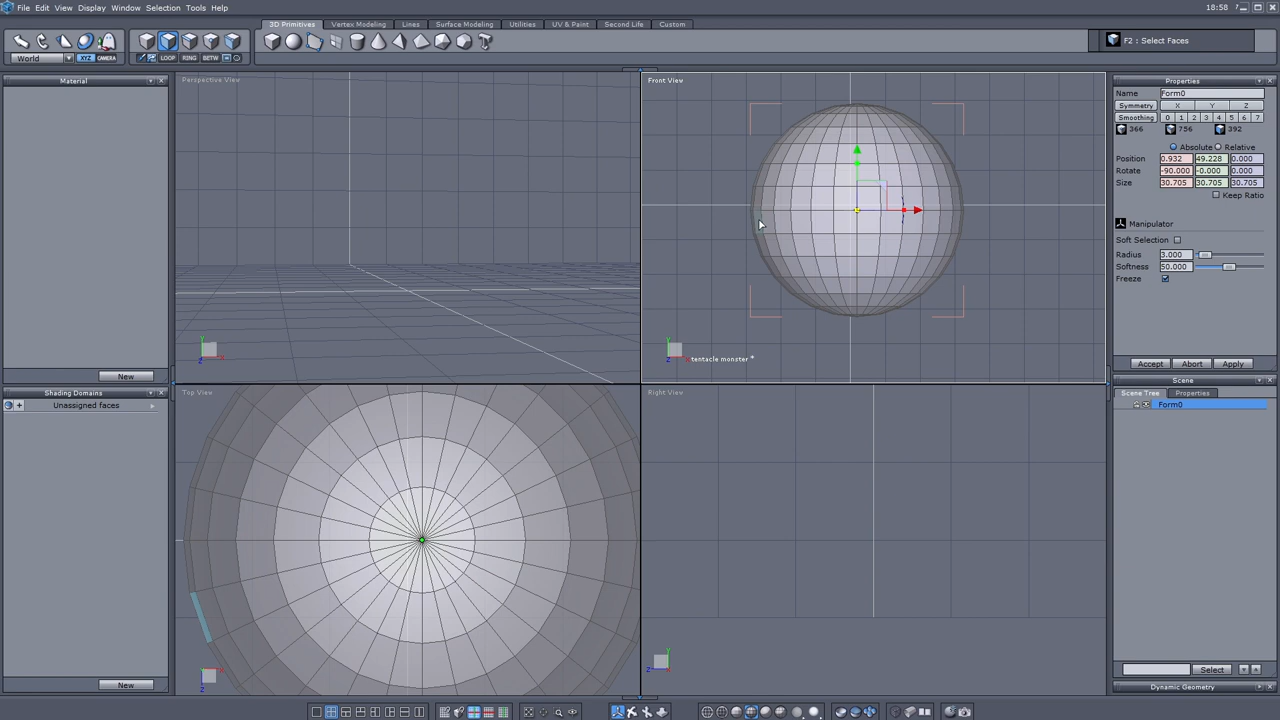 File Edit View Display Window Selection Tools Help
18:58
3D Primitives Vertex Modeling Lines Surface Modeling Utilities UV & Paint Second Life Custom
World XYZ CAMERA LOOP RING BETW
F2 : Select Faces
Material
New
Shading Domains
Unassigned faces
New
Perspective View
Y
X
Z
Front View
tentacle monster *
Y
Z
Top View
Y
X
Z
Right View
Y
Z
X
Properties
Name Form0
Symmetry X Y Z
Smoothing 0 1 2 3 4 5 6 7
366 756 392
Absolute Relative
Position 0.932 49.228 0.000
Rotate -90.000 -0.000 -0.000
Size 30.705 30.705 30.705
Keep Ratio
Manipulator
Soft Selection
Radius 3.000
Softness 50.000
Freeze
Accept Abort Apply
Scene
Scene Tree Properties
Form0
Select
Dynamic Geometry